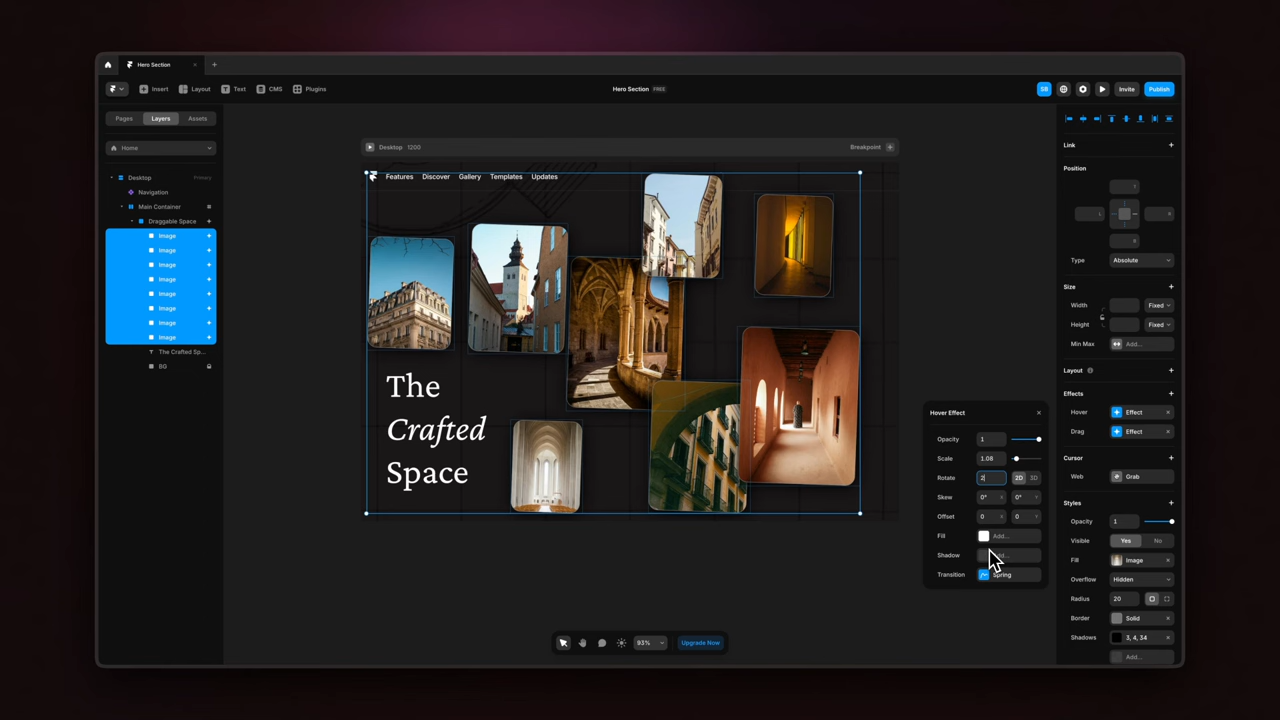 Hero Section
Insert
Layout
Text
CMS
Plugins
Hero Section FREE
SB
Invite
Publish
Pages
Layers
Assets
Home
Desktop Primary
Navigation
Main Container
Draggable Space
Image
Image
Image
Image
Image
Image
Image
Image
The Crafted Sp...
BG
Desktop 1200
Breakpoint
Features
Discover
Gallery
Templates
Updates
The
Crafted
Space
93%
Upgrade Now
Hover Effect
Opacity 1
Scale 1.08
Rotate 2 2D 3D
Skew 0° X 0° Y
Offset 0 X 0 Y
Fill Add...
Shadow
Transition Spring
Link
Position
T
L
R
B
Type Absolute
Size
Width Fixed
Height Fixed
Min Max Add...
Layout
Effects
Hover Effect
Drag Effect
Cursor
Web Grab
Styles
Opacity 1
Visible Yes No
Fill Image
Overflow Hidden
Radius 20
Border Solid
Shadows 3, 4, 34
Add...